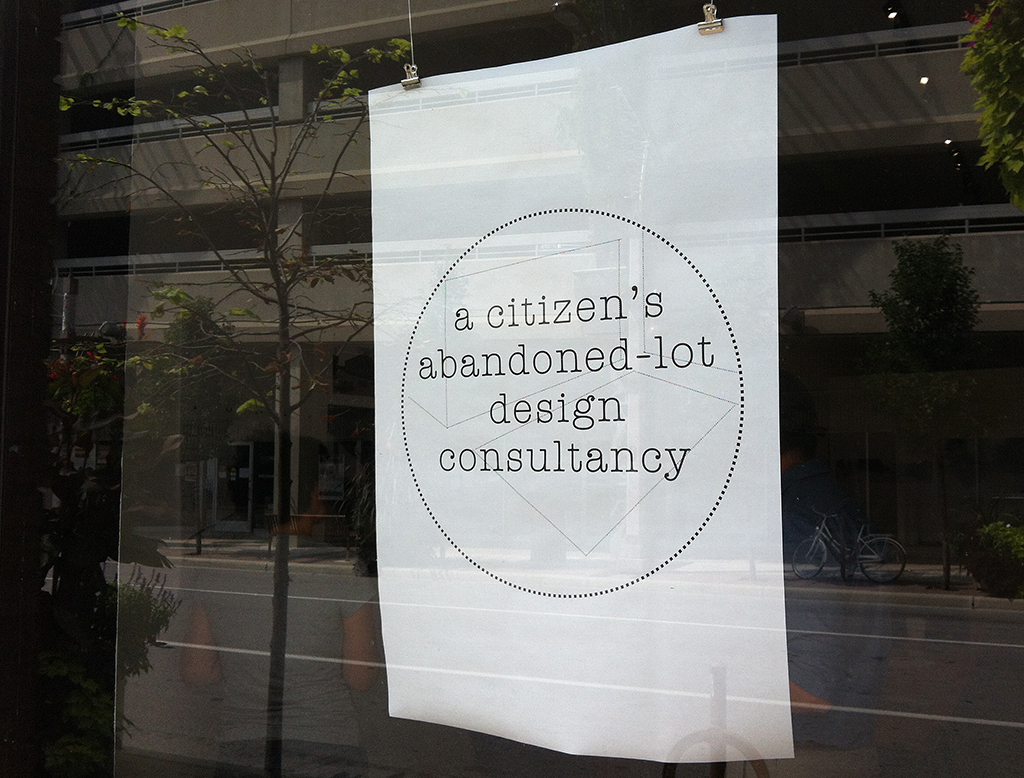 a citizen's
abandoned-lot
design
consultancy